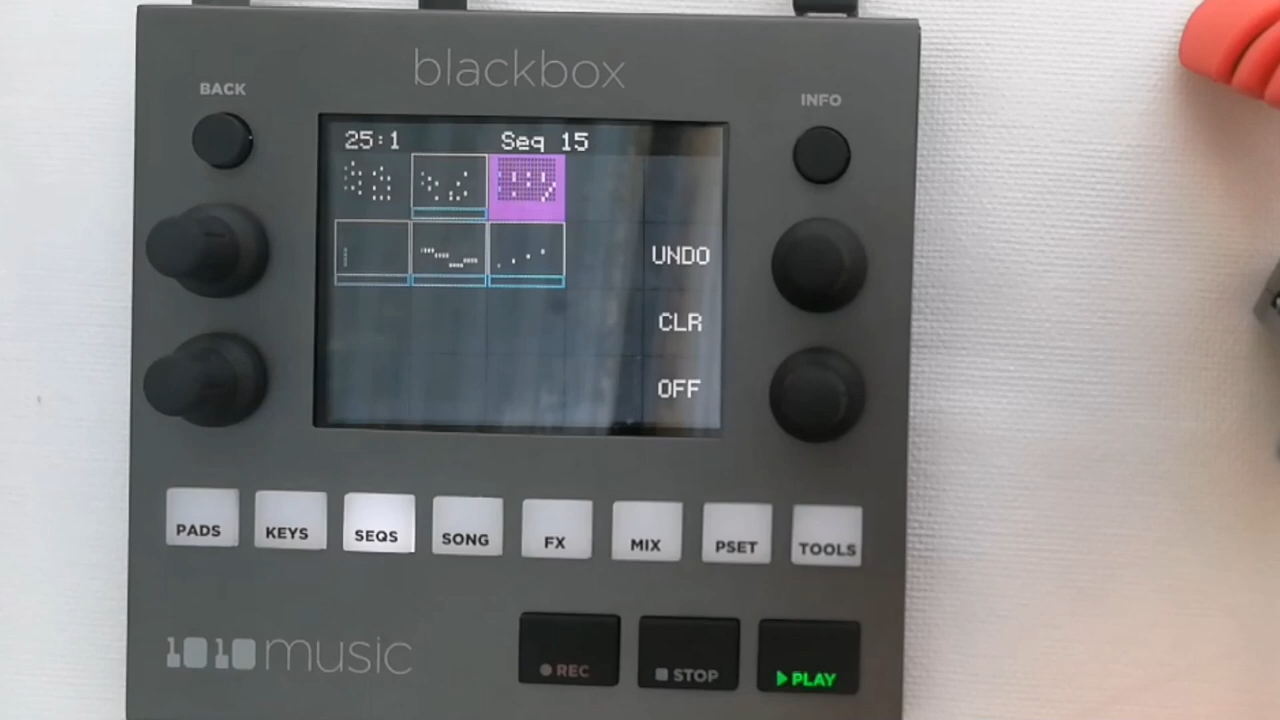 blackbox
BACK
INFO
25:1 Seq 15
UNDO
CLR
OFF
PADS KEYS SEQS SONG FX MIX PSET TOOLS
1010music
REC STOP PLAY